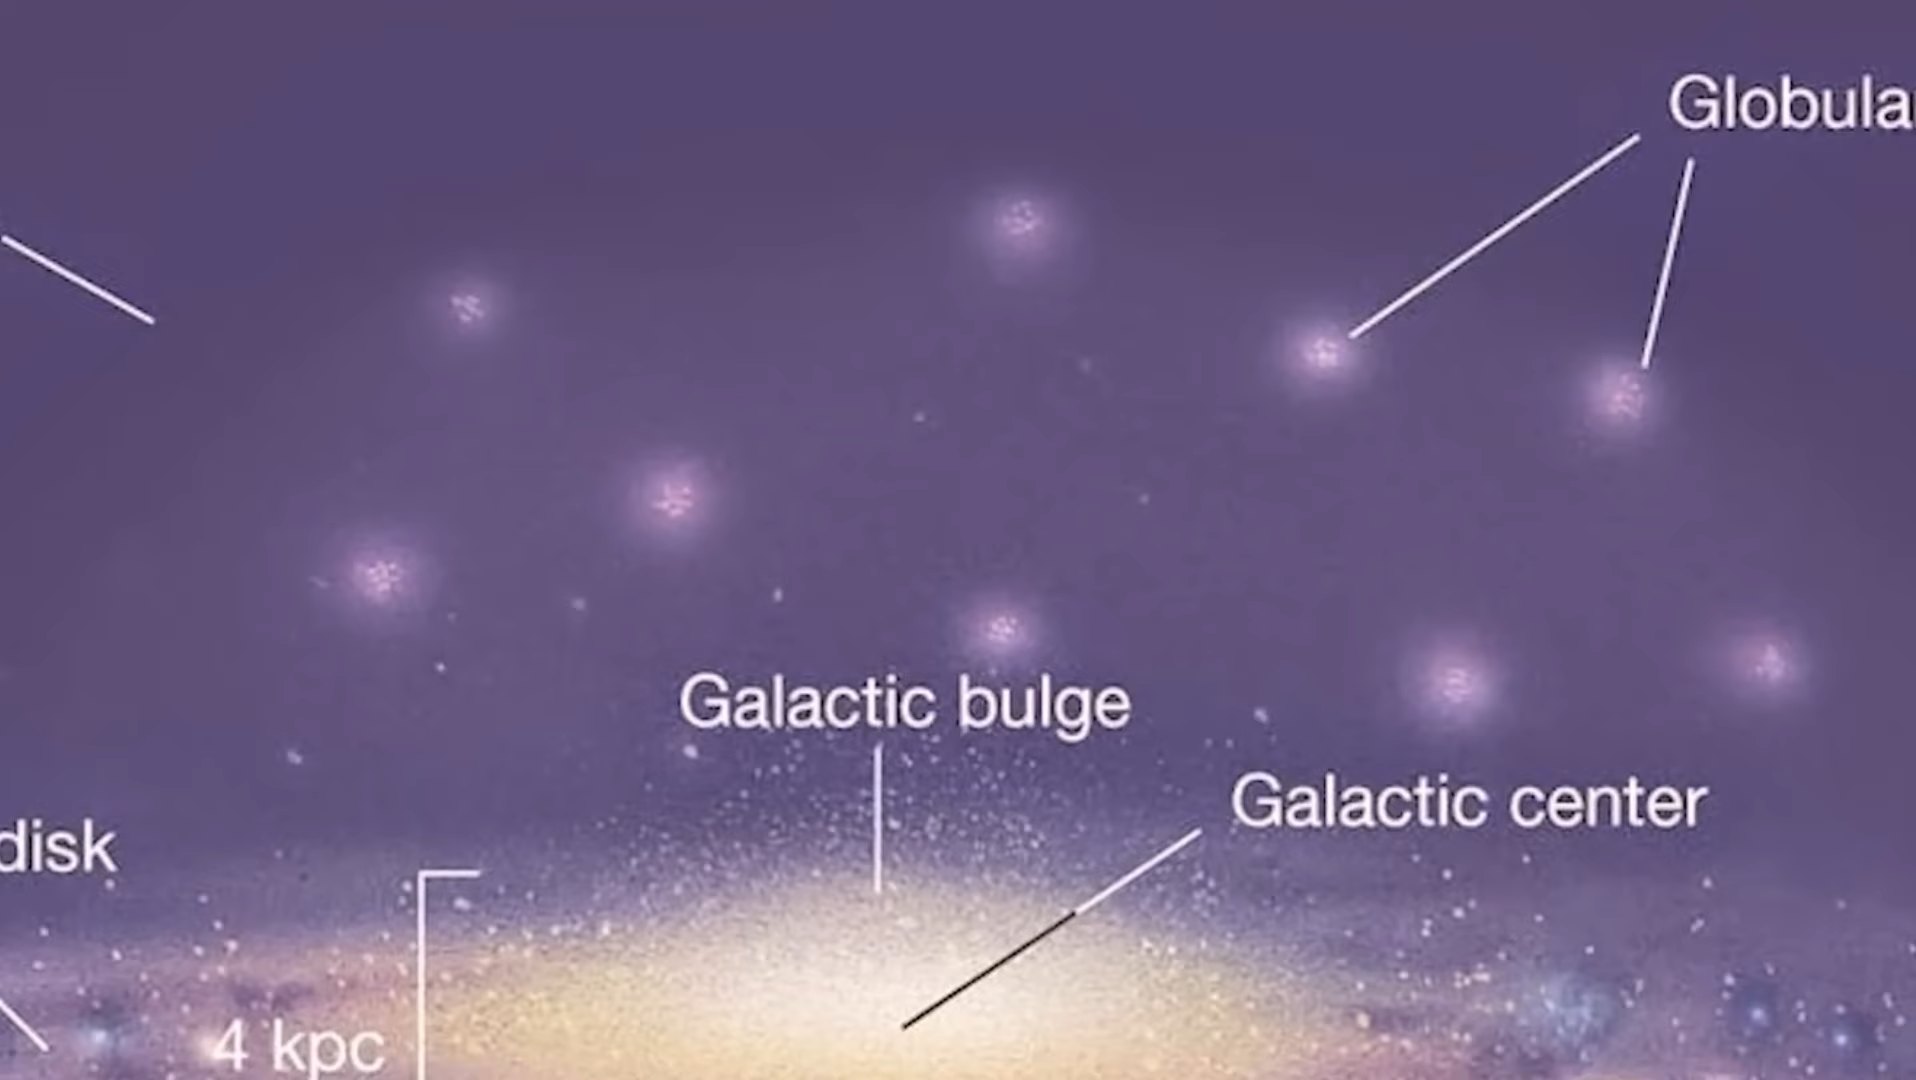 Globula
Galactic bulge
Galactic center
disk
4 kpc